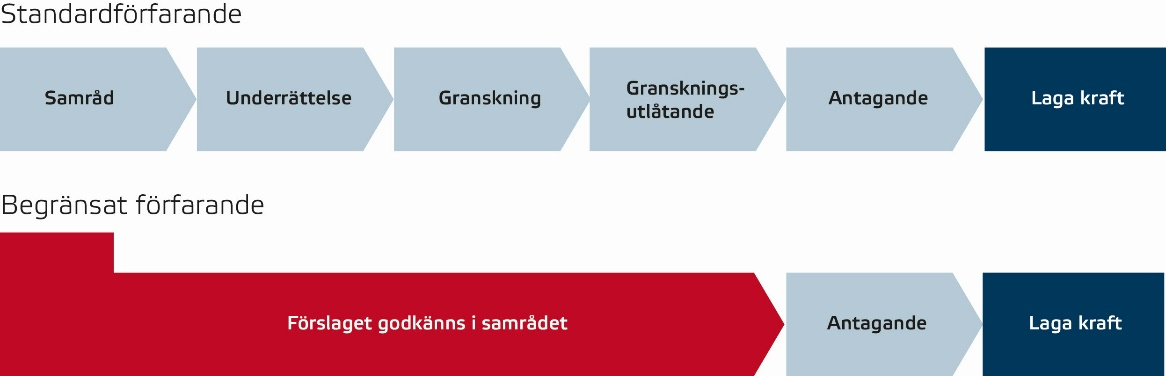 Standardförfarande
Samråd
Underrättelse
Granskning
Gransknings-
utlåtande
Antagande
Laga kraft
Begränsat förfarande
Förslaget godkänns i samrådet
Antagande
Laga kraft